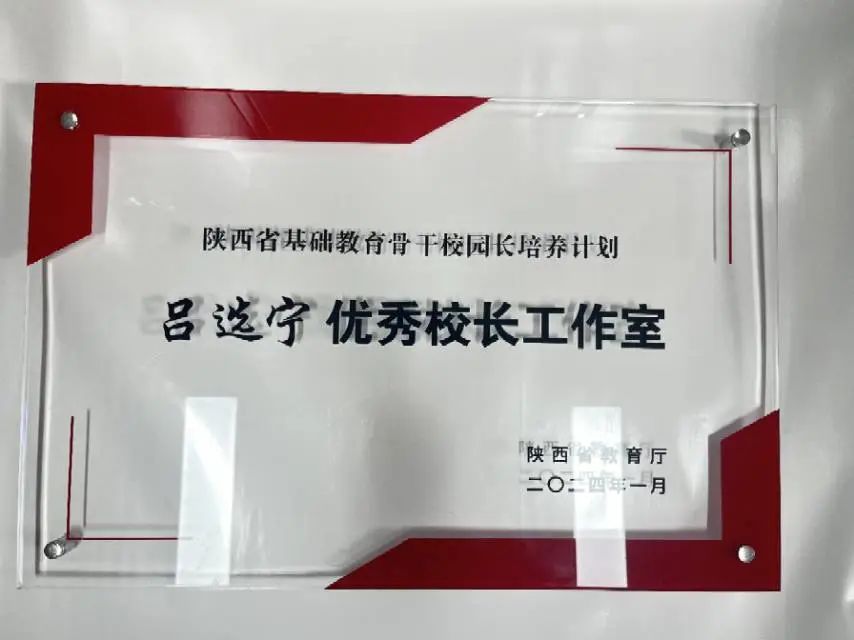 陕西省基础教育骨干校园长培养计划
吕选宁优秀校长工作室
陕西省教育厅
二〇二四年一月